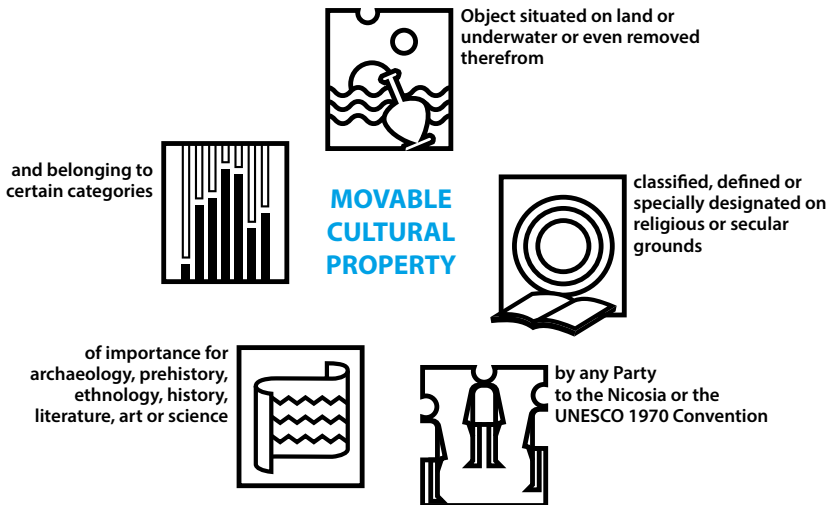 Object situated on land or
underwater or even removed
therefrom
classified, defined or
specially designated on
religious or secular
grounds
by any Party
to the Nicosia or the
UNESCO 1970 Convention
of importance for
archaeology, prehistory,
ethnology, history,
literature, art or science
and belonging to
certain categories
MOVABLE
CULTURAL
PROPERTY